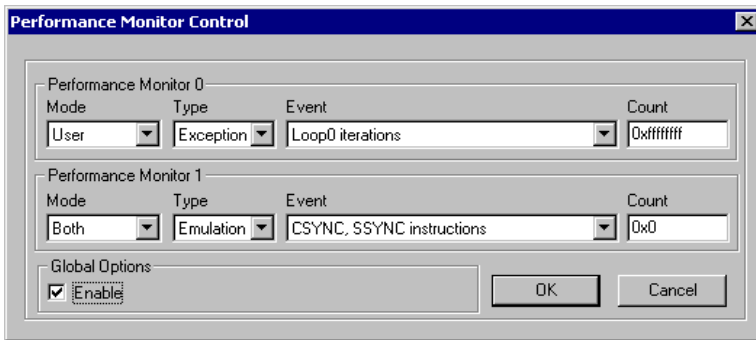 Performance Monitor Control
Performance Monitor 0
Mode Type Event Count
User Exception Loop0 iterations 0xffffffff
Performance Monitor 1
Mode Type Event Count
Both Emulation CSYNC, SSYNC instructions 0x0
Global Options
Enable OK Cancel